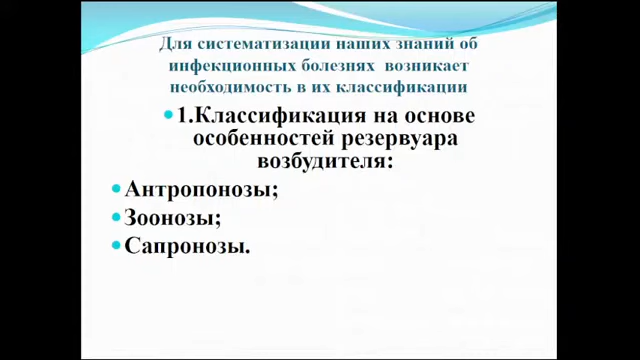 Для систематизации наших знаний об
инфекционных болезнях возникает
необходимость в их классификации
1.Классификация на основе
особенностей резервуара
возбудителя:
Антропонозы;
Зоонозы;
Сапронозы.